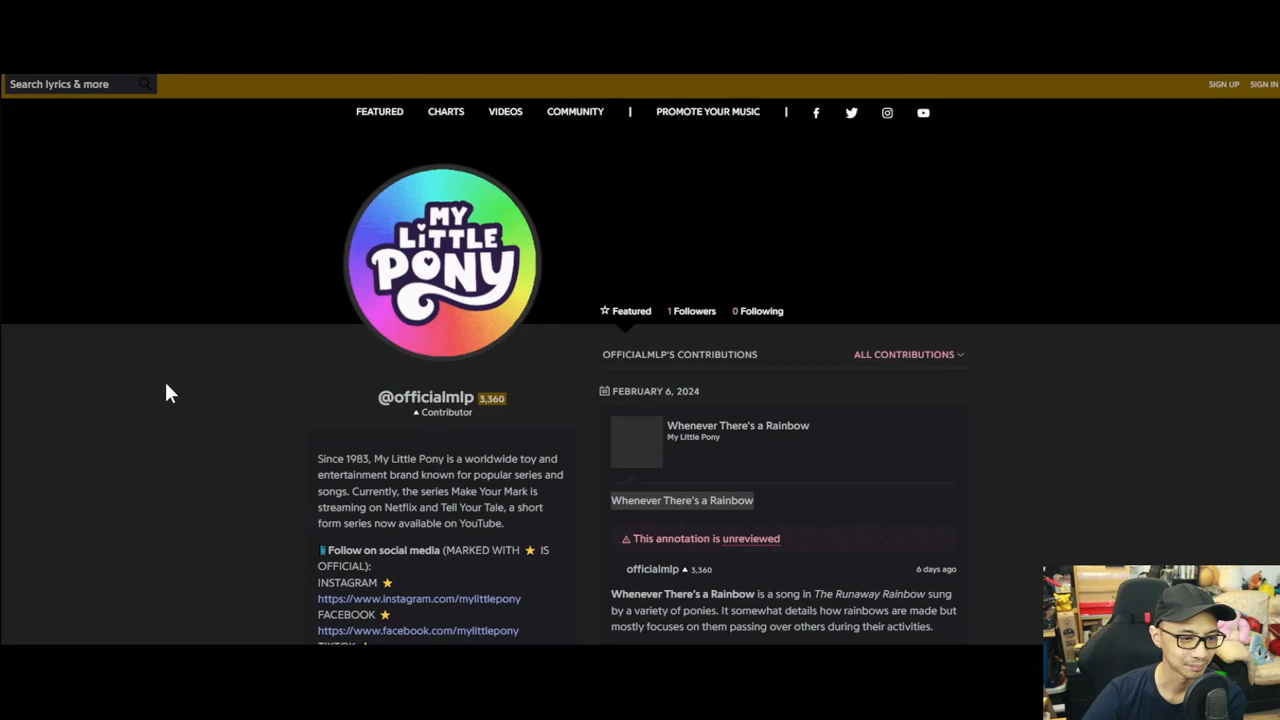 Search lyrics & more
SIGN UP SIGN IN
FEATURED CHARTS VIDEOS COMMUNITY | PROMOTE YOUR MUSIC |
MY
LiTTLE
PONY
Featured 1 Followers 0 Following
OFFICIALMLP'S CONTRIBUTIONS ALL CONTRIBUTIONS
FEBRUARY 6, 2024
Whenever There's a Rainbow
My Little Pony
Whenever There's a Rainbow
This annotation is unreviewed
officialmlp 3,360 6 days ago
Whenever There's a Rainbow is a song in The Runaway Rainbow sung
by a variety of ponies. It somewhat details how rainbows are made but
mostly focuses on them passing over others during their activities.
@officialmlp 3,360
Contributor
Since 1983, My Little Pony is a worldwide toy and
entertainment brand known for popular series and
songs. Currently, the series Make Your Mark is
streaming on Netflix and Tell Your Tale, a short
form series now available on YouTube.
Follow on social media (MARKED WITH ⭐ IS
OFFICIAL):
INSTAGRAM ⭐
https://www.instagram.com/mylittlepony
FACEBOOK ⭐
https://www.facebook.com/mylittlepony